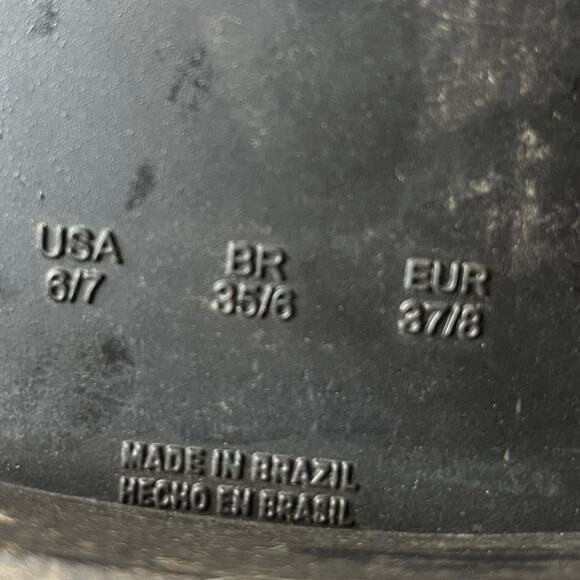 USA
6/7
BR
35/6
EUR
37/8
MADE IN BRAZIL
HECHO EN BRASIL